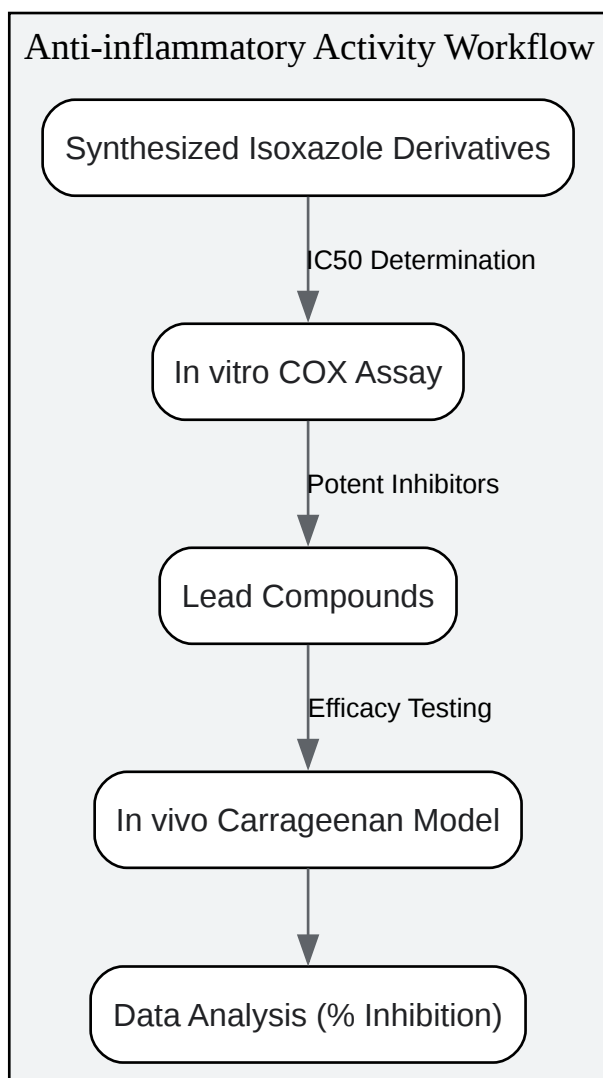 Anti-inflammatory Activity Workflow
Synthesized Isoxazole Derivatives
IC50 Determination
In vitro COX Assay
Potent Inhibitors
Lead Compounds
Efficacy Testing
In vivo Carrageenan Model
Data Analysis (% Inhibition)